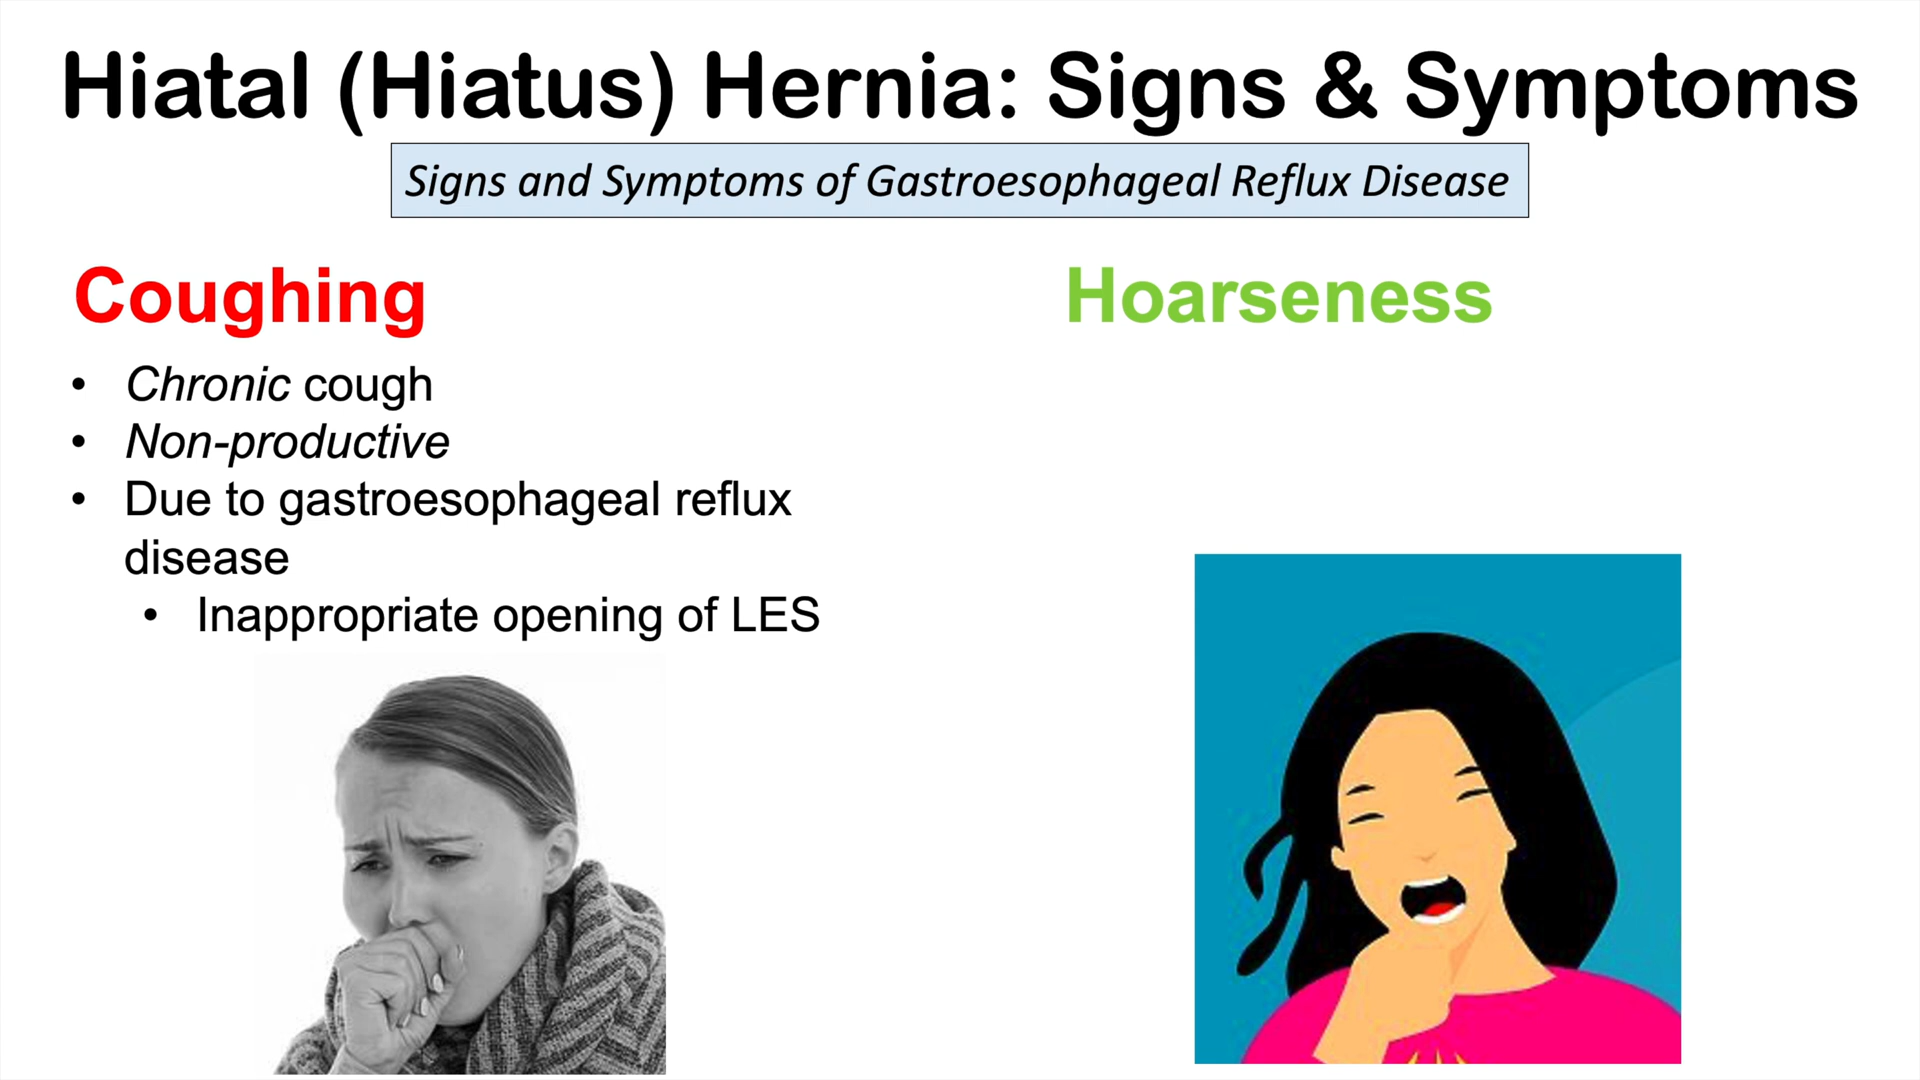 Hiatal (Hiatus) Hernia: Signs & Symptoms
Signs and Symptoms of Gastroesophageal Reflux Disease
Coughing
• Chronic cough
• Non-productive
• Due to gastroesophageal reflux
disease
• Inappropriate opening of LES
Hoarseness